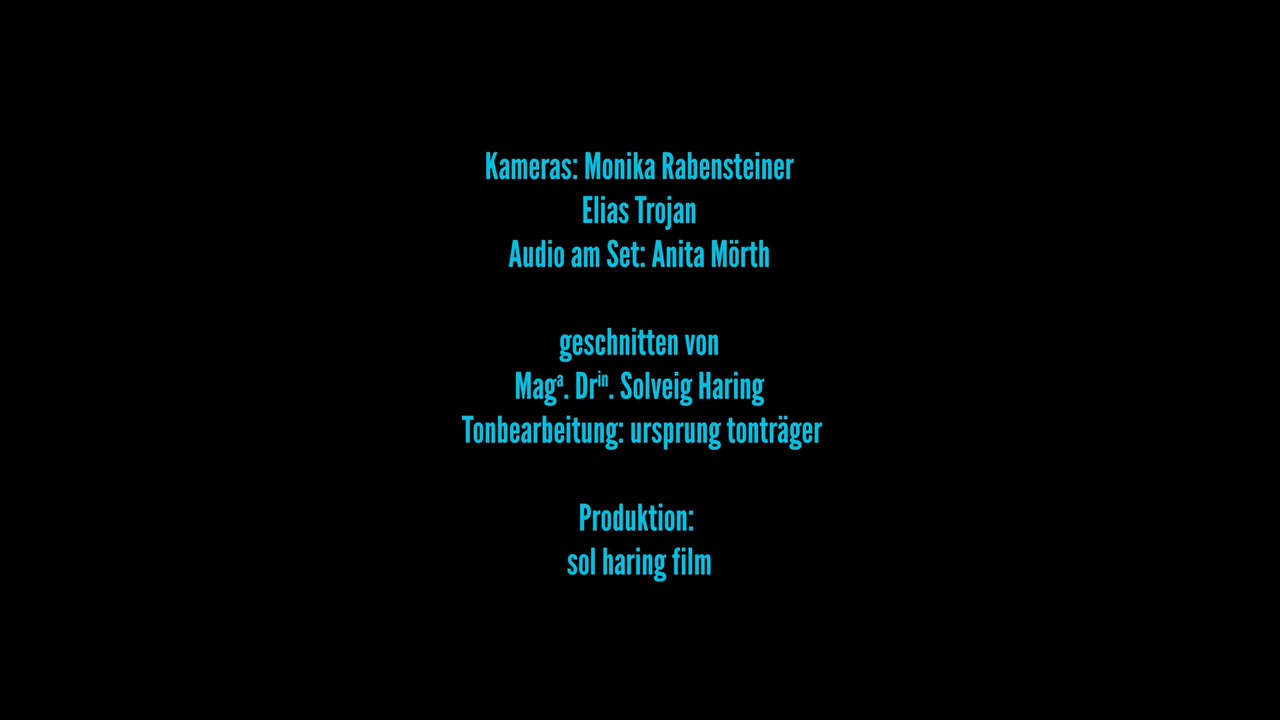 Kameras: Monika Rabensteiner
Elias Trojan
Audio am Set: Anita Mörth
geschnitten von
Magᵃ. Drⁱⁿ. Solveig Haring
Tonbearbeitung: ursprung tonträger
Produktion:
sol haring film